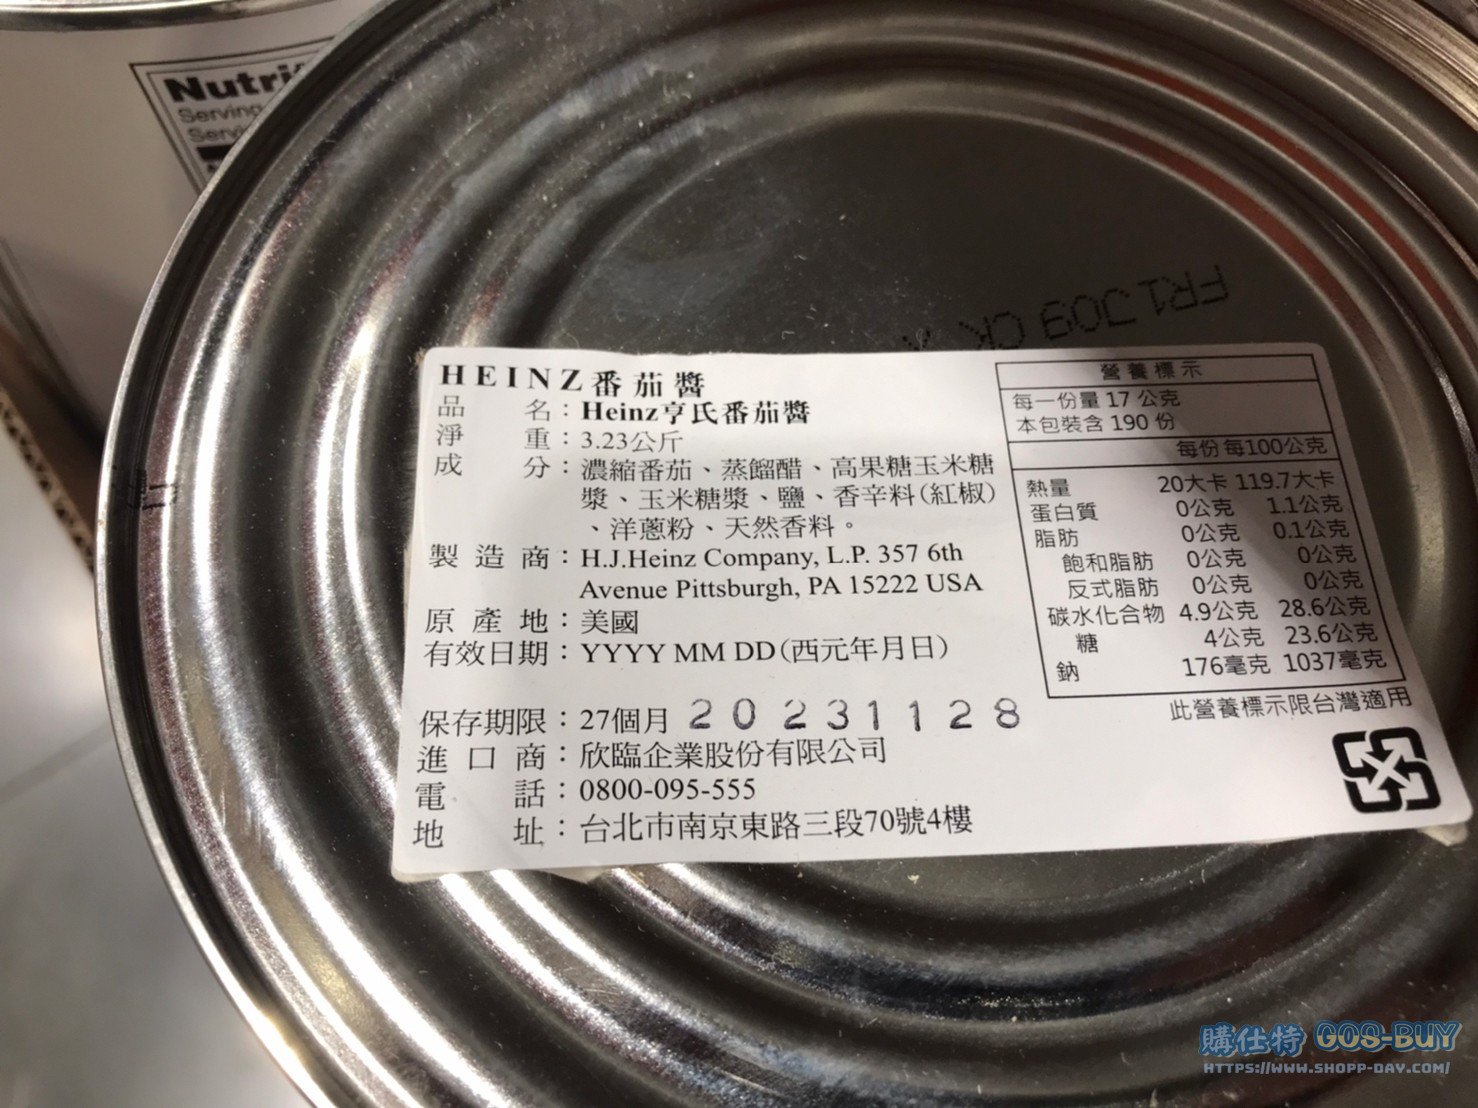 Nutri
Serving
HEINZ番茄醬
品 名：Heinz亨氏番茄醬
淨 重：3.23公斤
成 分：濃縮番茄、蒸餾醋、高果糖玉米糖
漿、玉米糖漿、鹽、香辛料(紅椒)
、洋蔥粉、天然香料。
製 造 商：H.J.Heinz Company, L.P. 357 6th
Avenue Pittsburgh, PA 15222 USA
原 產 地：美國
有效日期：YYYY MM DD(西元年月日)
保存期限：27個月 20231128
進 口 商：欣臨企業股份有限公司
電 話：0800-095-555
地 址：台北市南京東路三段70號4樓
營養標示
每一份量 17 公克
本包裝含 190 份
每份 每100公克
熱量 20大卡 119.7大卡
蛋白質 0公克 1.1公克
脂肪 0公克 0.1公克
飽和脂肪 0公克 0公克
反式脂肪 0公克 0公克
碳水化合物 4.9公克 28.6公克
糖 4公克 23.6公克
鈉 176毫克 1037毫克
此營養標示限台灣適用
購仕特 GOS-BUY
HTTPS://WWW.SHOPP-DAY.COM/